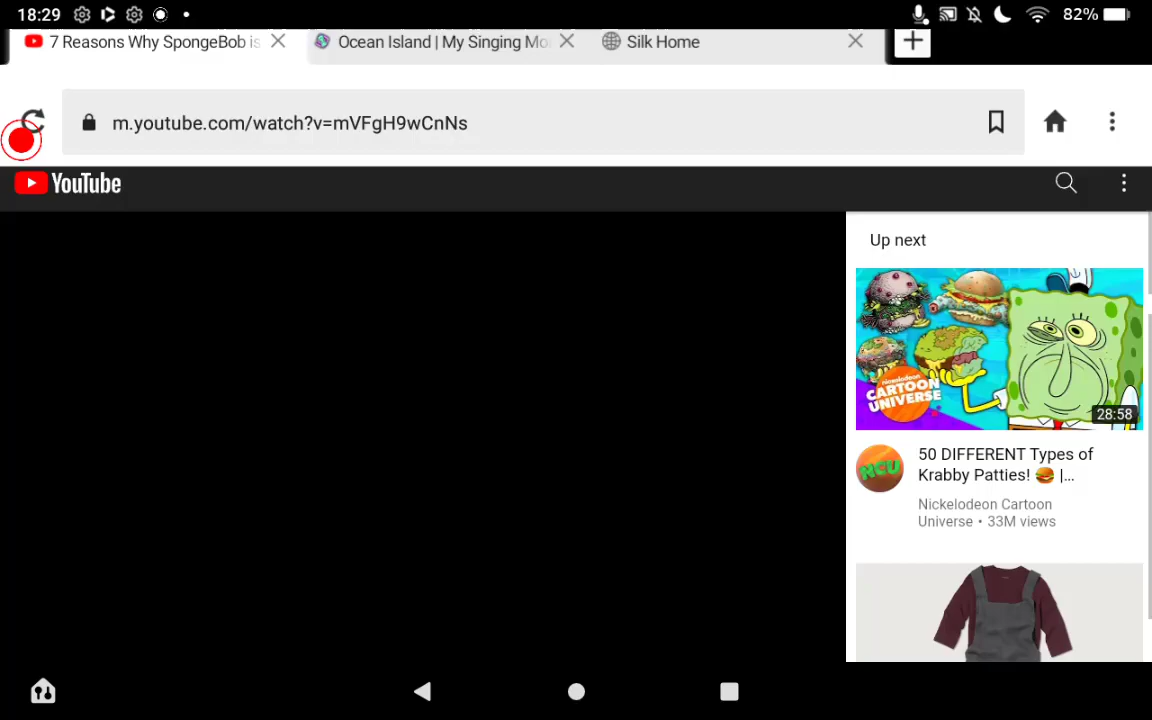 18:29
82%
7 Reasons Why SpongeBob is
Ocean Island | My Singing Mo
Silk Home
m.youtube.com/watch?v=mVFgH9wCnNs
YouTube
Up next
nickelodeon
CARTOON
UNIVERSE
28:58
NCU
50 DIFFERENT Types of
Krabby Patties! 🍔 |...
Nickelodeon Cartoon
Universe • 33M views